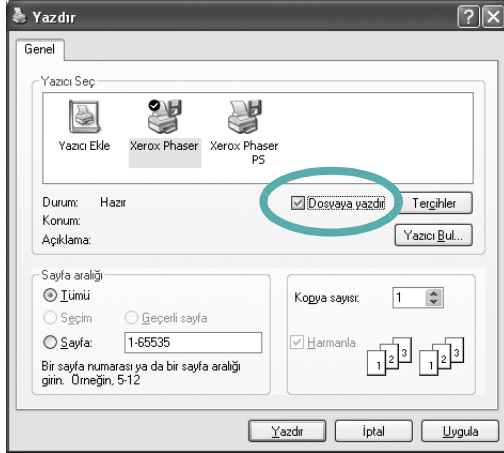 Yazdır
Genel
Yazıcı Seç
Yazıcı Ekle
Xerox Phaser
Xerox Phaser PS
Durum: Hazır
Dosyaya yazdır
Tercihler
Konum:
Açıklama:
Yazıcı Bul...
Sayfa aralığı
Tümü
Seçim
Geçerli sayfa
Sayfa: 1-65535
Bir sayfa numarası ya da bir sayfa aralığı
girin. Örneğin, 5-12
Kopya sayısı: 1
Harmanla
1 2 3 1 2 3
Yazdır
İptal
Uygula